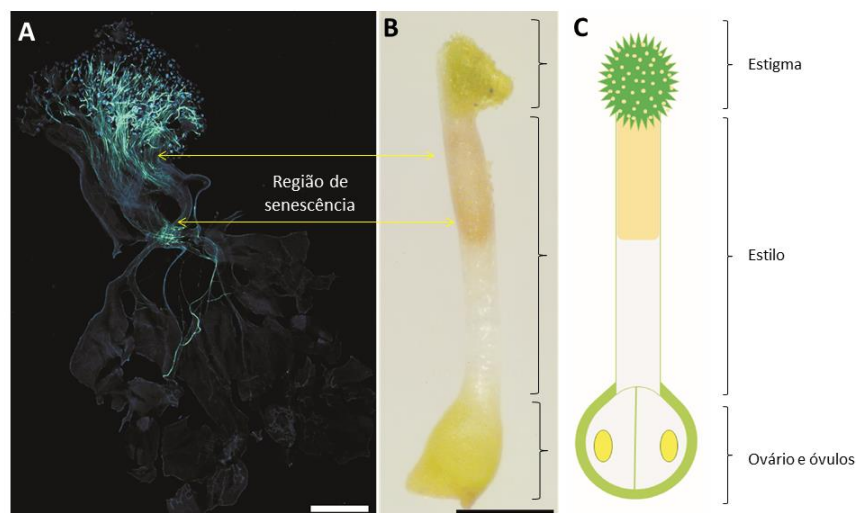 A
B
C
Estigma
Região de
senescência
Estilo
Ovário e óvulos